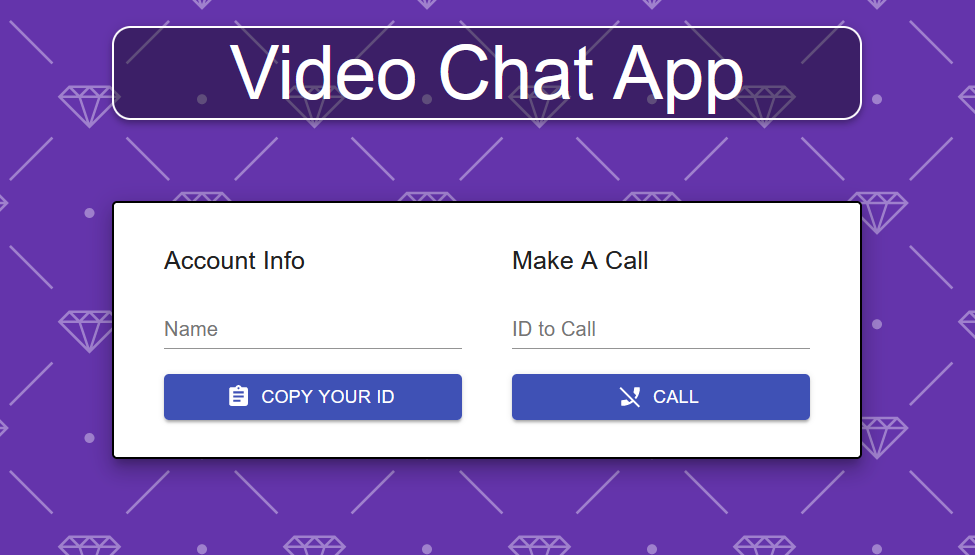 Video Chat App
Account Info
Name
COPY YOUR ID
Make A Call
ID to Call
CALL